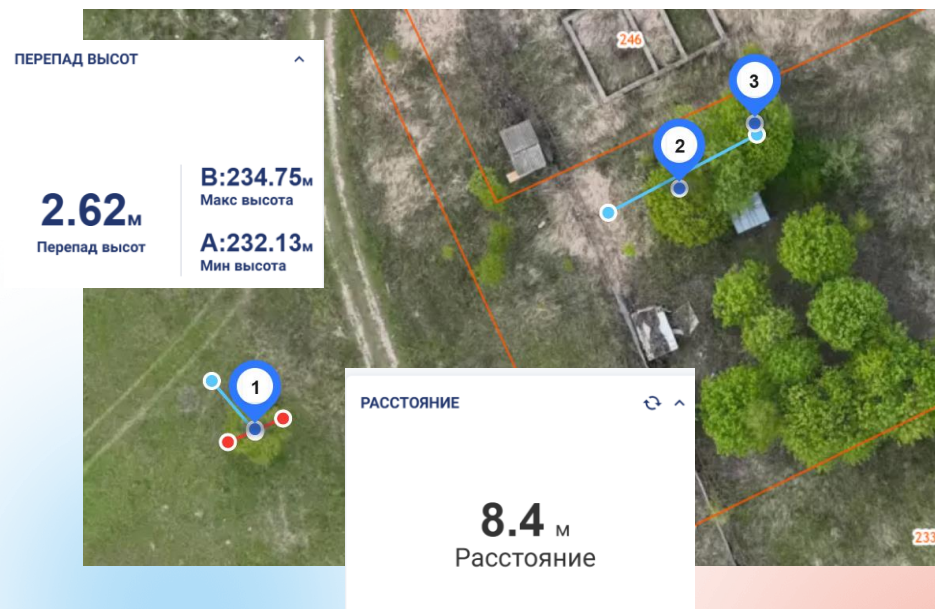 ПЕРЕПАД ВЫСОТ
2.62м
Перепад высот
B:234.75м
Макс высота
A:232.13м
Мин высота
246
3
2
1
РАССТОЯНИЕ
8.4 м
Расстояние
233